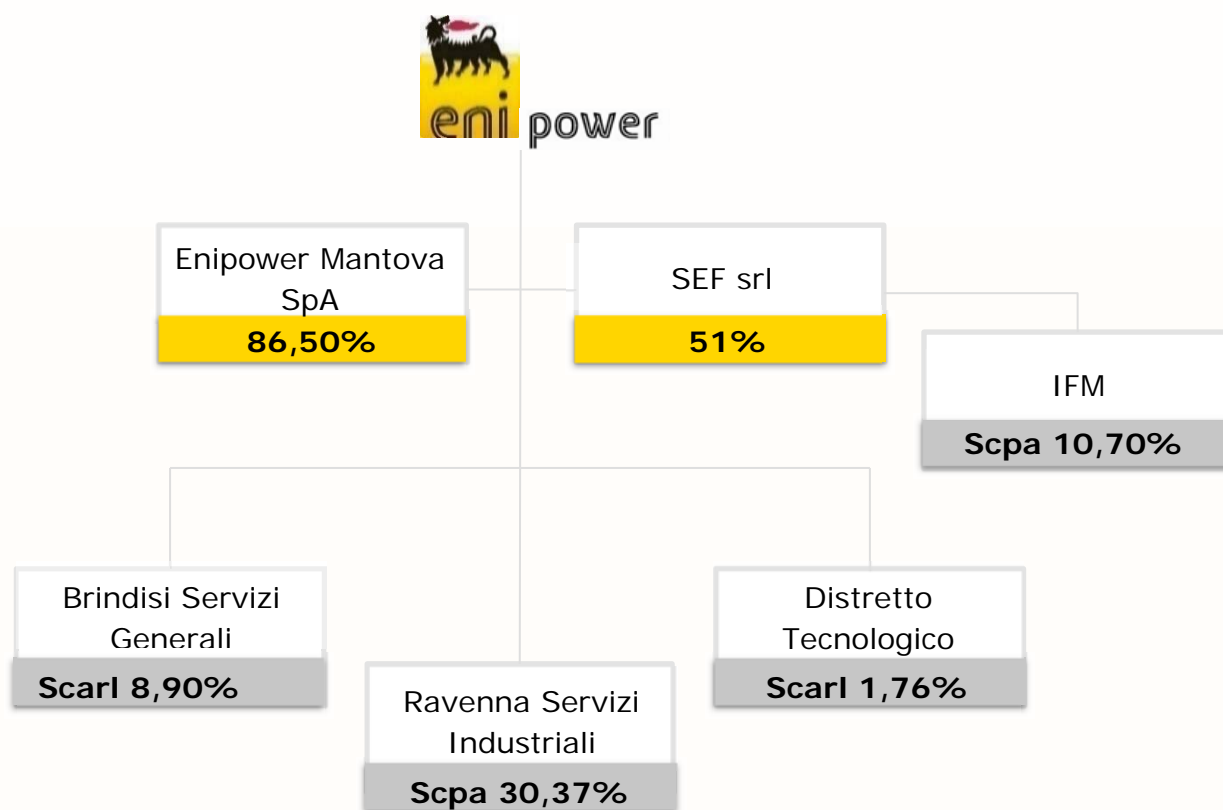 eni power
Enipower Mantova
SpA
86,50%
SEF srl
51%
IFM
Scpa 10,70%
Brindisi Servizi
Generali
Scarl 8,90%
Distretto
Tecnologico
Scarl 1,76%
Ravenna Servizi
Industriali
Scpa 30,37%